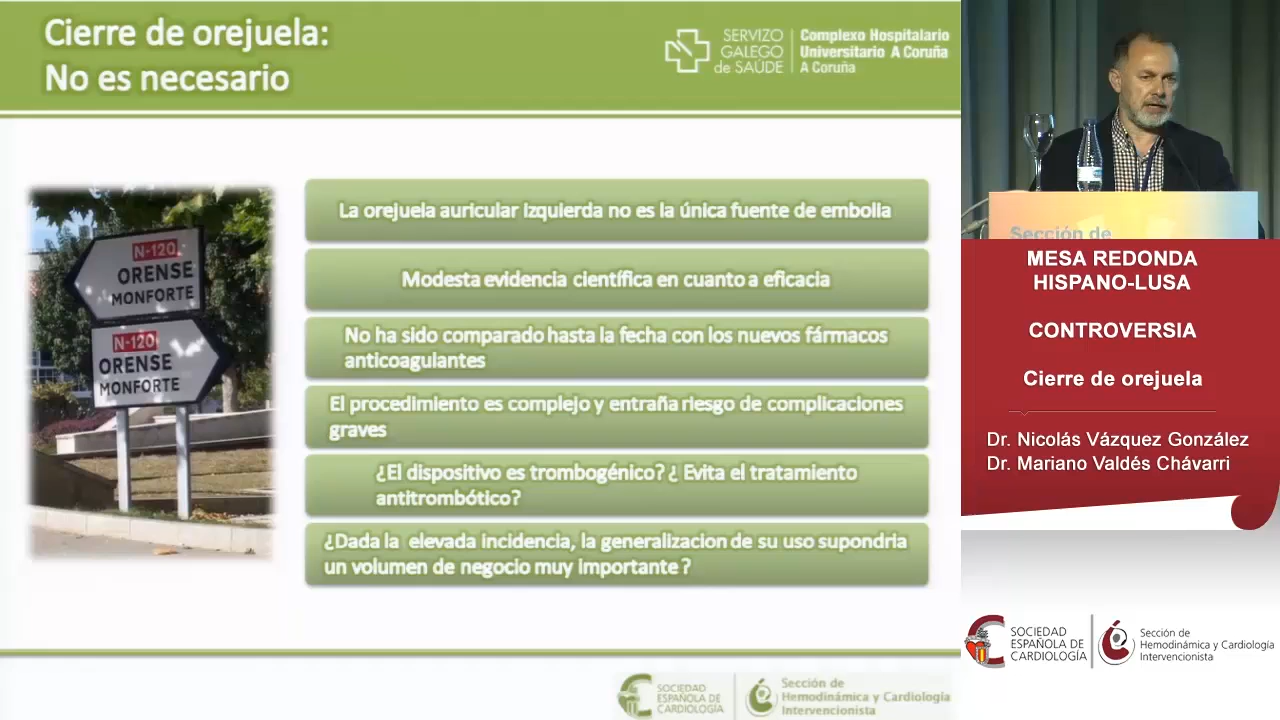 Cierre de orejuela:
No es necesario
SERVIZO
GALEGO
de SAÚDE
Complexo Hospitalario
Universitario A Coruña
A Coruña
N-120
ORENSE
MONFORTE
N-120
ORENSE
MONFORTE
La orejuela auricular izquierda no es la única fuente de embolia
Modesta evidencia científica en cuanto a eficacia
No ha sido comparado hasta la fecha con los nuevos fármacos
anticoagulantes
El procedimiento es complejo y entraña riesgo de complicaciones
graves
¿El dispositivo es trombogénico? ¿ Evita el tratamiento
antitrombótico?
¿Dada la elevada incidencia, la generalizacion de su uso supondria
un volumen de negocio muy importante ?
SOCIEDAD
ESPAÑOLA DE
CARDIOLOGÍA
Sección de
Hemodinámica y Cardiología
Intervencionista
Sección de
MESA REDONDA
HISPANO-LUSA
CONTROVERSIA
Cierre de orejuela
Dr. Nicolás Vázquez González
Dr. Mariano Valdés Chávarri
SOCIEDAD
ESPAÑOLA DE
CARDIOLOGÍA
Sección de
Hemodinámica y Cardiología
Intervencionista